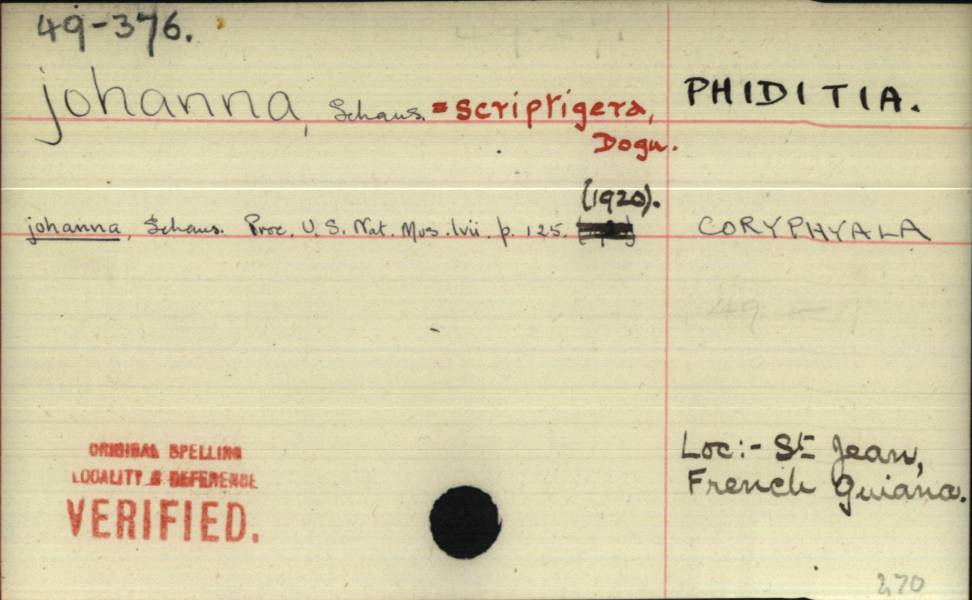 49-376.
johanna, Schaus. = scriptigera, PHIDITIA.
Dogn.
(1920).
johanna, Schaus. Proc. U.S. Nat. Mus. lvii. p. 125. CORYPHYALA
ORIGINAL SPELLING
LOCALITY & REFERENCE
VERIFIED.
Loc:- St Jean,
French Guiana.
270